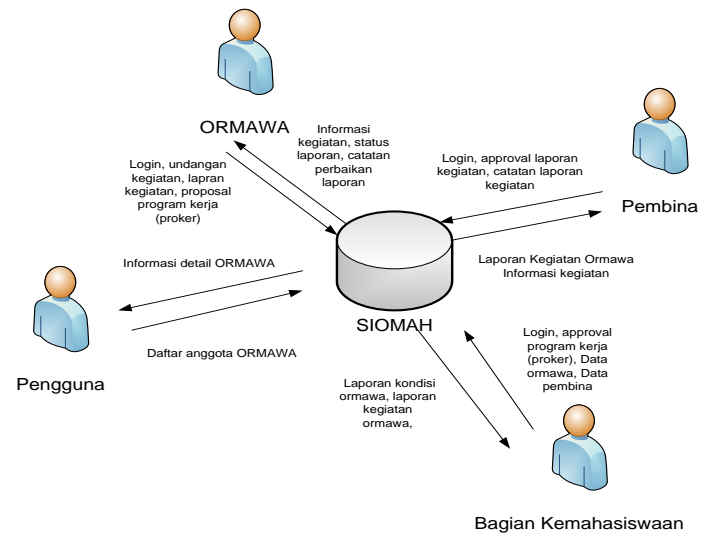 ORMAWA
Informasi
kegiatan, status
laporan, catatan
perbaikan
laporan
Login, undangan
kegiatan, lapran
kegiatan, proposal
program kerja
(proker)
Login, approval laporan
kegiatan, catatan laporan
kegiatan
Pembina
Laporan Kegiatan Ormawa
Informasi kegiatan
Informasi detail ORMAWA
Daftar anggota ORMAWA
Pengguna
SIOMAH
Login, approval
program kerja
(proker), Data
ormawa, Data
pembina
Laporan kondisi
ormawa, laporan
kegiatan
ormawa,
Bagian Kemahasiswaan